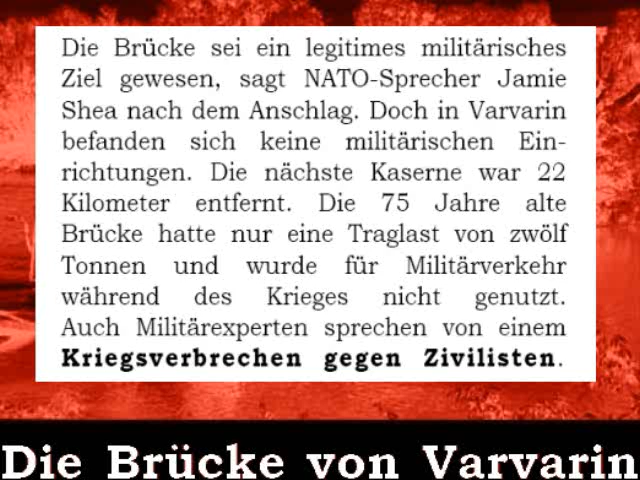 Die Brücke sei ein legitimes militärisches
Ziel gewesen, sagt NATO-Sprecher Jamie
Shea nach dem Anschlag. Doch in Varvarin
befanden sich keine militärischen Ein-
richtungen. Die nächste Kaserne war 22
Kilometer entfernt. Die 75 Jahre alte
Brücke hatte nur eine Traglast von zwölf
Tonnen und wurde für Militärverkehr
während des Krieges nicht genutzt.
Auch Militärexperten sprechen von einem
Kriegsverbrechen gegen Zivilisten.
Die Brücke von Varvarin